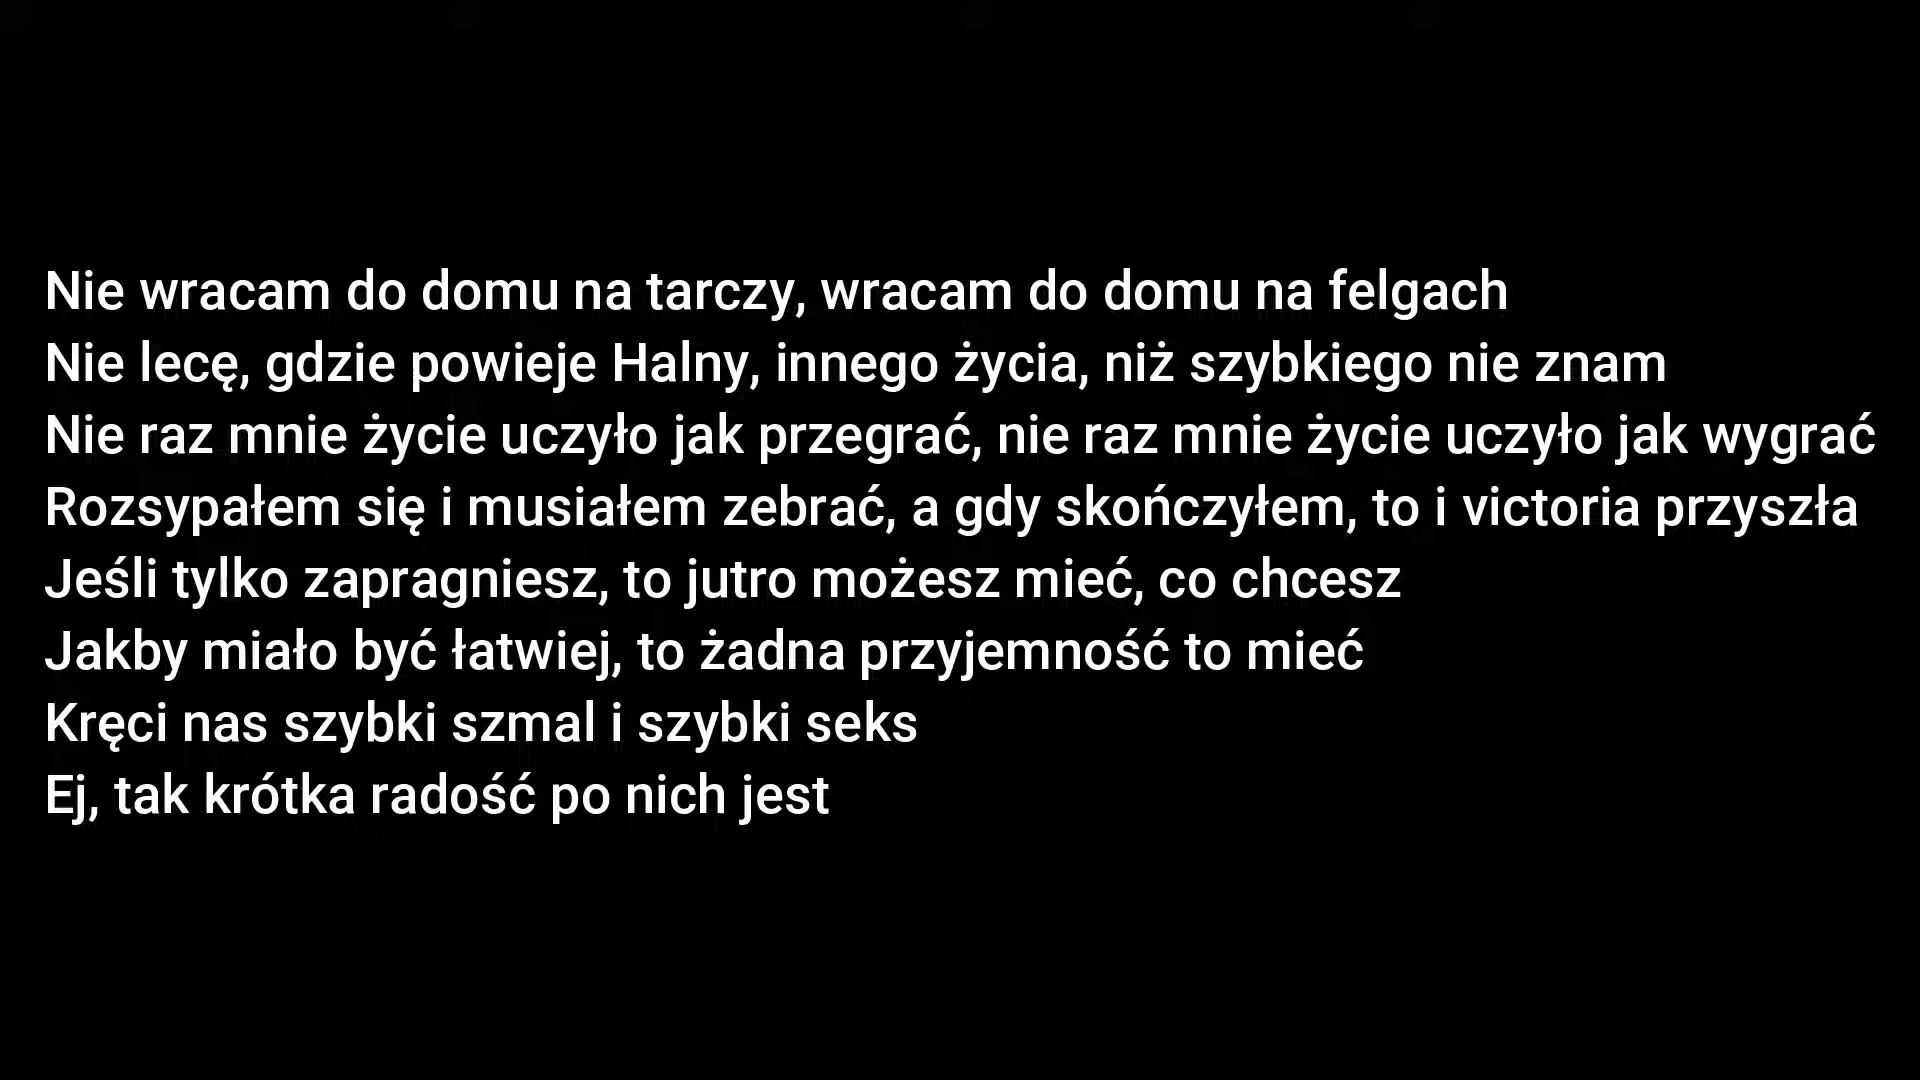 Nie wracam do domu na tarczy, wracam do domu na felgach
Nie lecę, gdzie powieje Halny, innego życia, niż szybkiego nie znam
Nie raz mnie życie uczyło jak przegrać, nie raz mnie życie uczyło jak wygrać
Rozsypałem się i musiałem zebrać, a gdy skończyłem, to i victoria przyszła
Jeśli tylko zapragniesz, to jutro możesz mieć, co chcesz
Jakby miało być łatwiej, to żadna przyjemność to mieć
Kręci nas szybki szmal i szybki seks
Ej, tak krótka radość po nich jest